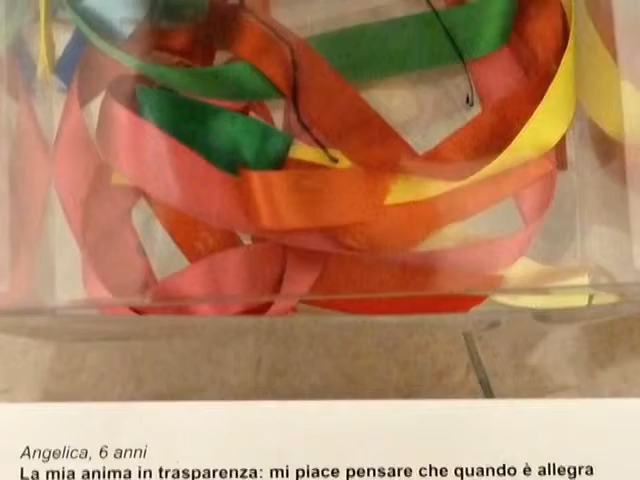 Angelica, 6 anni
La mia anima in trasparenza: mi piace pensare che quando è allegra